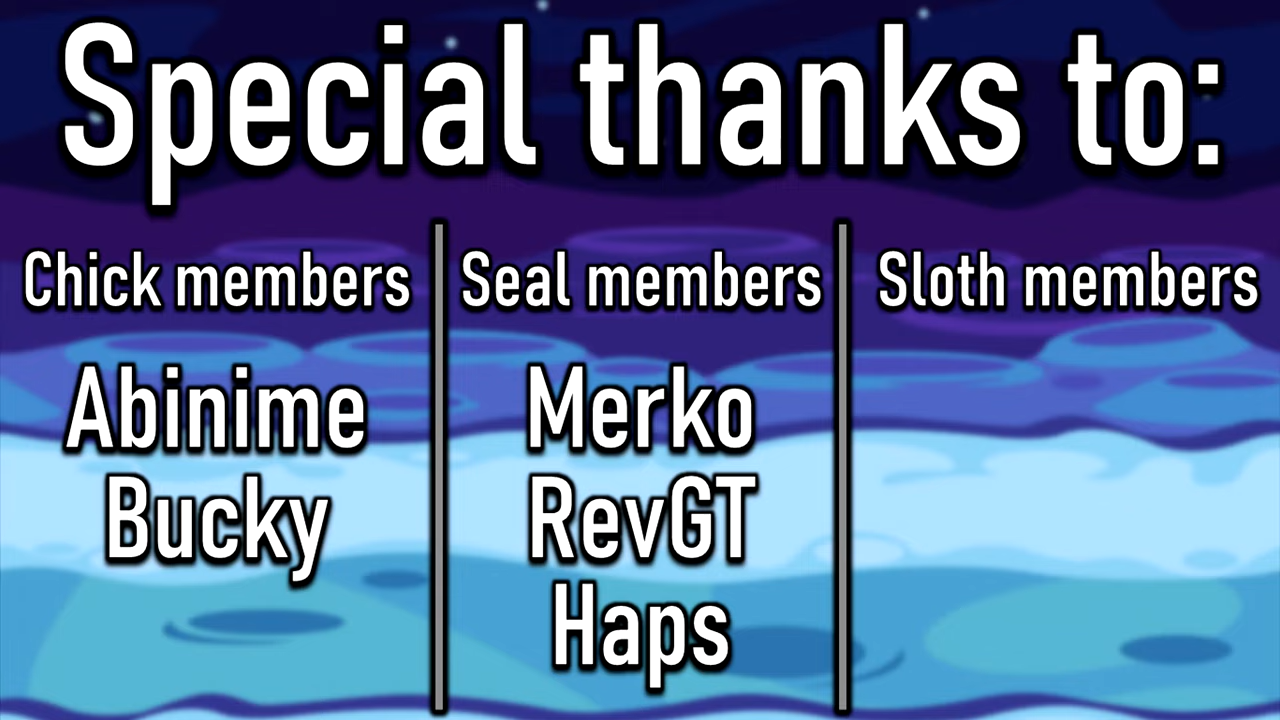 Special thanks to:
Chick members
Abinime
Bucky
Seal members
Merko
RevGT
Haps
Sloth members